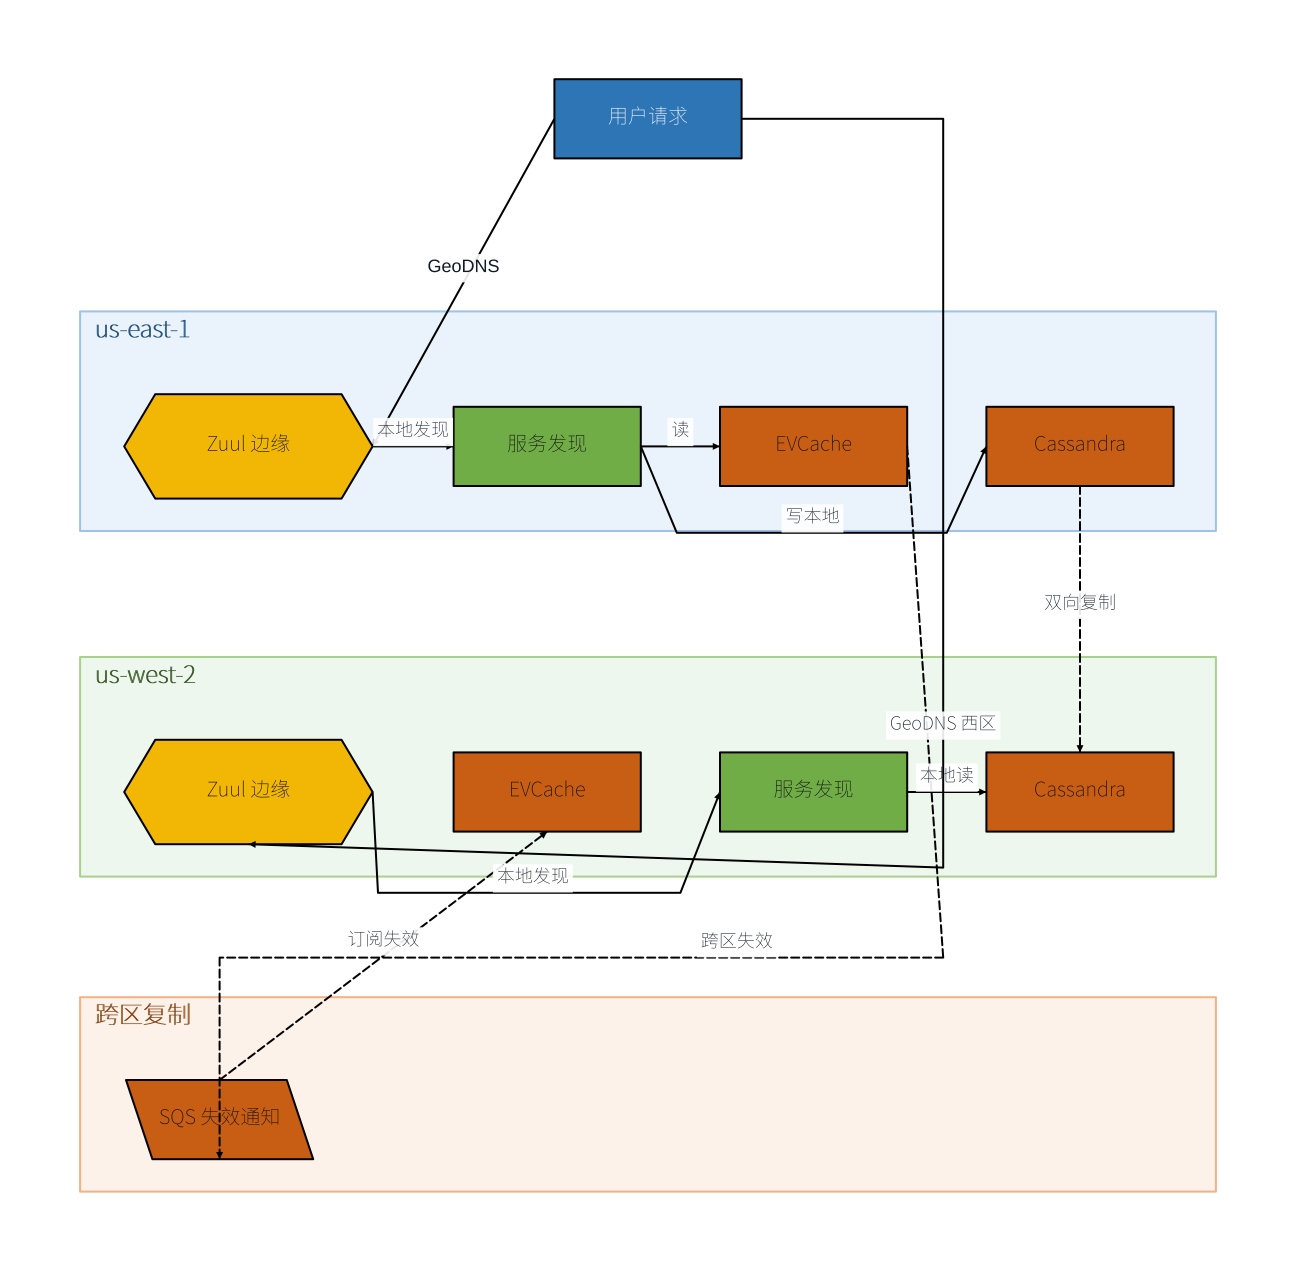 用户请求
GeoDNS
us-east-1
Zuul 边缘
本地发现
服务发现
读
EVCache
Cassandra
写本地
双向复制
us-west-2
GeoDNS 西区
Zuul 边缘
EVCache
服务发现
本地读
Cassandra
本地发现
订阅失效
跨区失效
跨区复制
SQS 失效通知